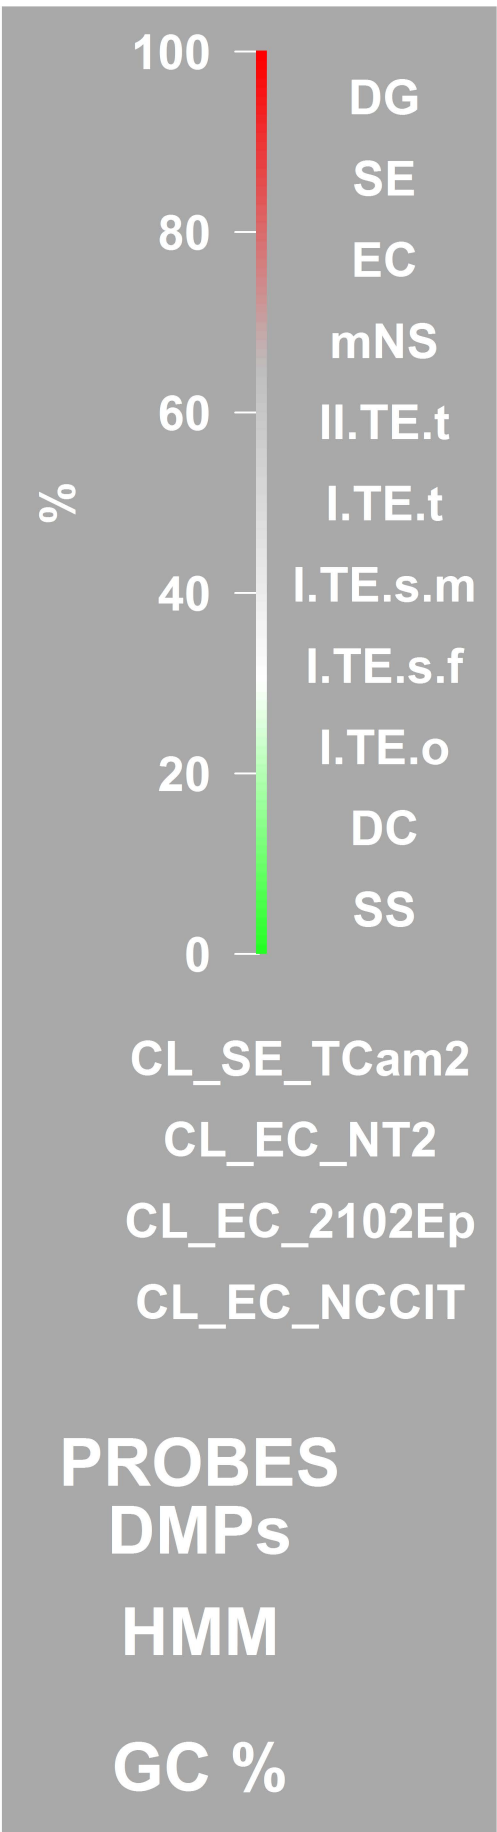 100
DG
SE
80
EC
mNS
60
II.TE.t
%
I.TE.t
40
I.TE.s.m
I.TE.s.f
I.TE.o
20
DC
SS
0
CL_SE_TCam2
CL_EC_NT2
CL_EC_2102Ep
CL_EC_NCCIT
PROBES
DMPs
HMM
GC %